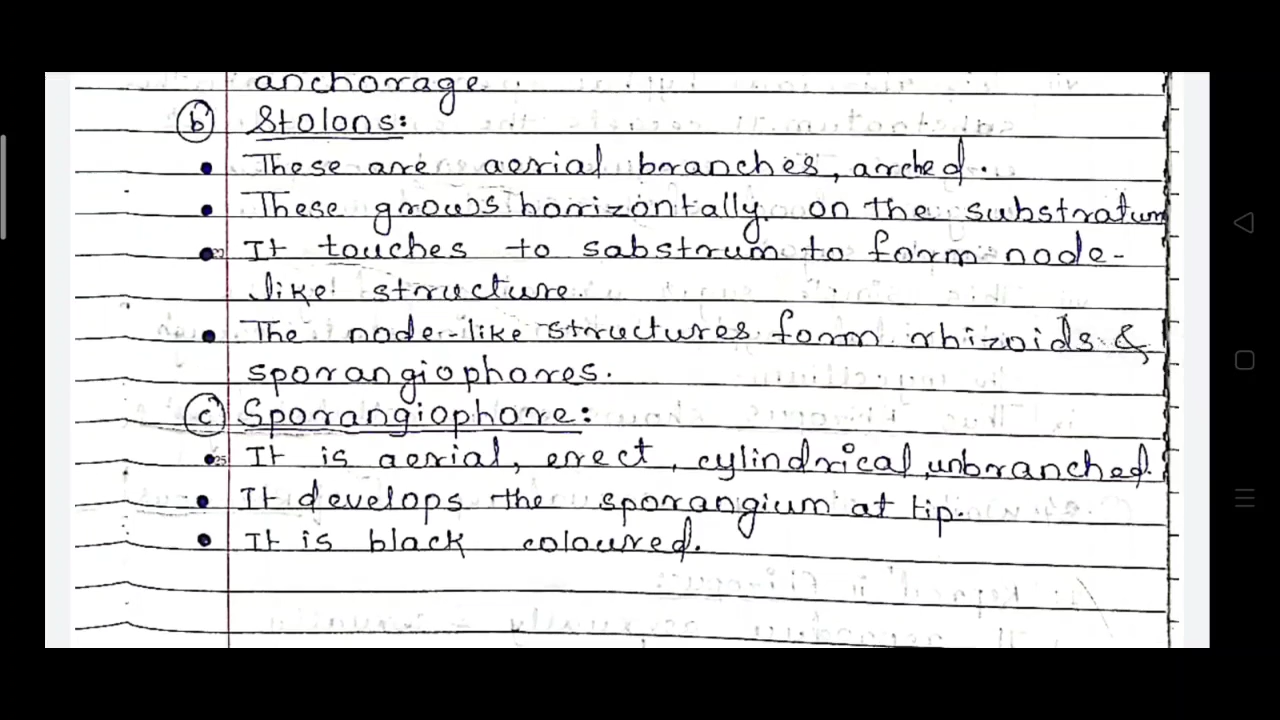 anchorage.
(b) Stolons:
• These are aerial branches, arched.
• These grows horizontally on the substratum
• It touches to sabstrum to form node-
like structure.
• The node-like structures form rhizoids &
sporangiophores.
(c) Sporangiophore:
• It is aerial, erect, cylindrical, unbranched.
• It develops the sporangium at tip.
• It is black coloured.